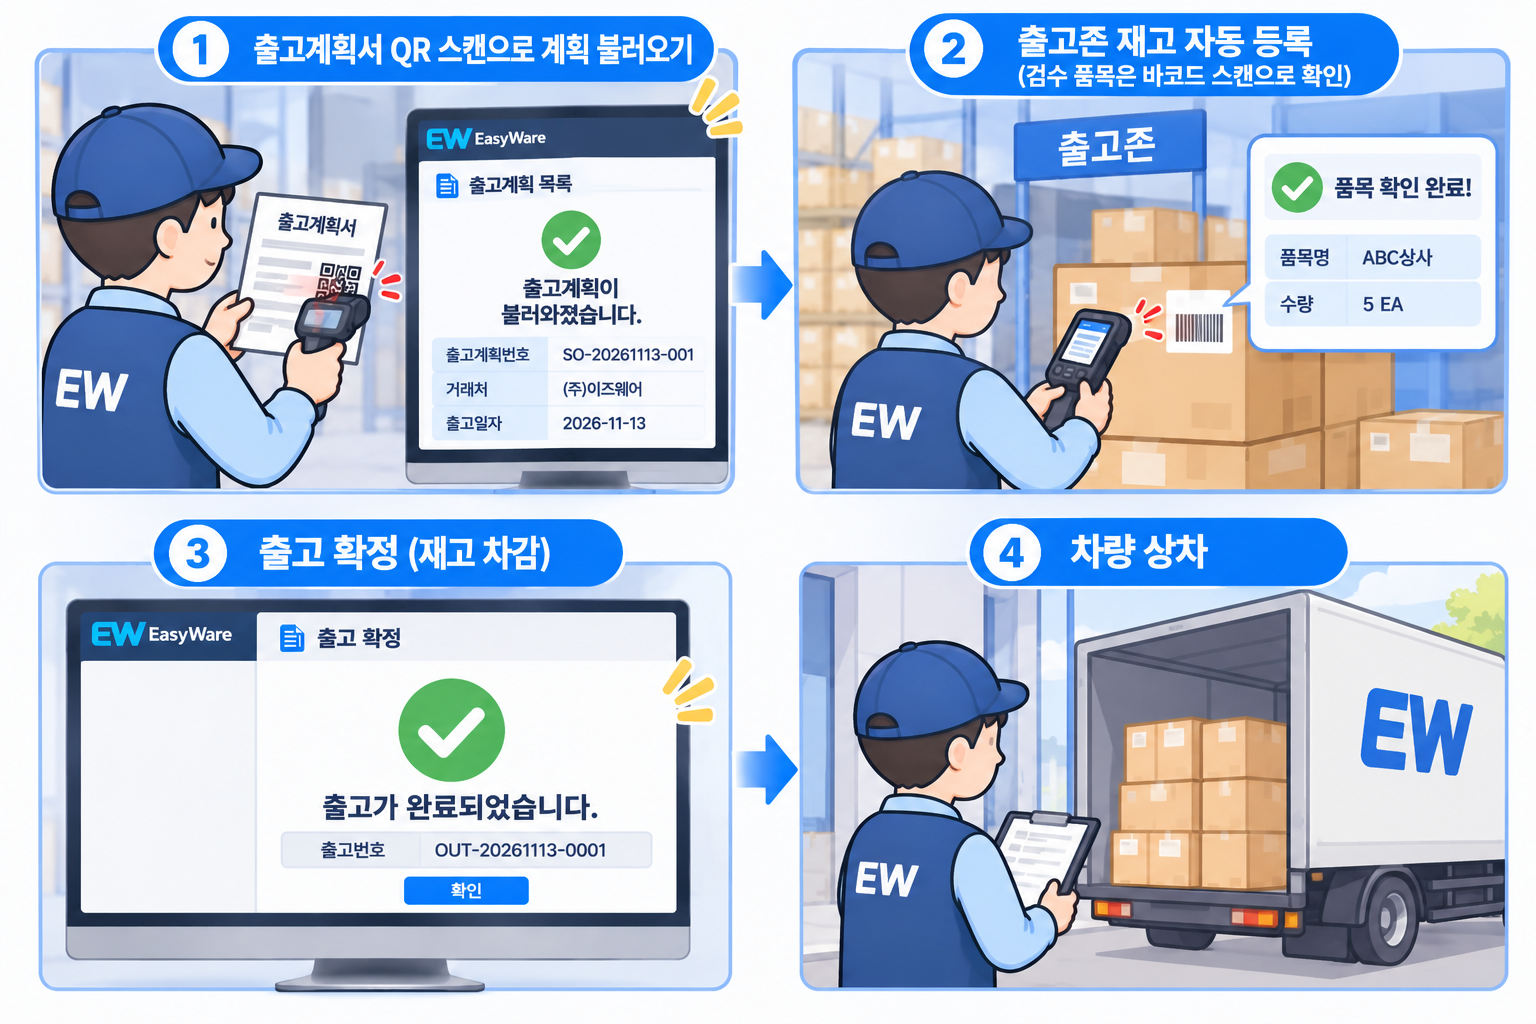 1 출고계획서 QR 스캔으로 계획 불러오기
출고계획서
EW
EW EasyWare
출고계획 목록
출고계획이
불러와졌습니다.
출고계획번호 SO-20261113-001
거래처 (주)이즈웨어
출고일자 2026-11-13
2 출고존 재고 자동 등록
(검수 품목은 바코드 스캔으로 확인)
출고존
EW
품목 확인 완료!
품목명 ABC상사
수량 5 EA
3 출고 확정 (재고 차감)
EW EasyWare
출고 확정
출고가 완료되었습니다.
출고번호 OUT-20261113-0001
확인
4 차량 상차
EW
EW